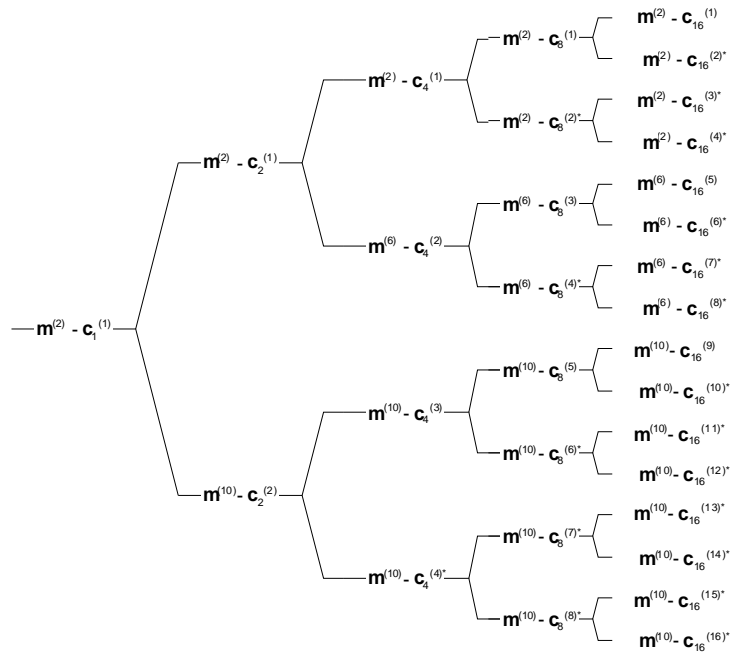 m(2) - c16(1)
m(2) - c8(1)
m(2) - c16(2)*
m(2) - c4(1)
m(2) - c16(3)*
m(2) - c8(2)*
m(2) - c16(4)*
m(2) - c2(1)
m(6) - c16(5)
m(6) - c8(3)
m(6) - c16(6)*
m(6) - c4(2)
m(6) - c16(7)*
m(6) - c8(4)*
m(6) - c16(8)*
m(2) - c1(1)
m(10) - c16(9)
m(10) - c8(5)
m(10) - c16(10)*
m(10) - c4(3)
m(10) - c16(11)*
m(10) - c8(6)*
m(10) - c16(12)*
m(10) - c2(2)
m(10) - c16(13)*
m(10) - c8(7)*
m(10) - c16(14)*
m(10) - c4(4)*
m(10) - c16(15)*
m(10) - c8(8)*
m(10) - c16(16)*